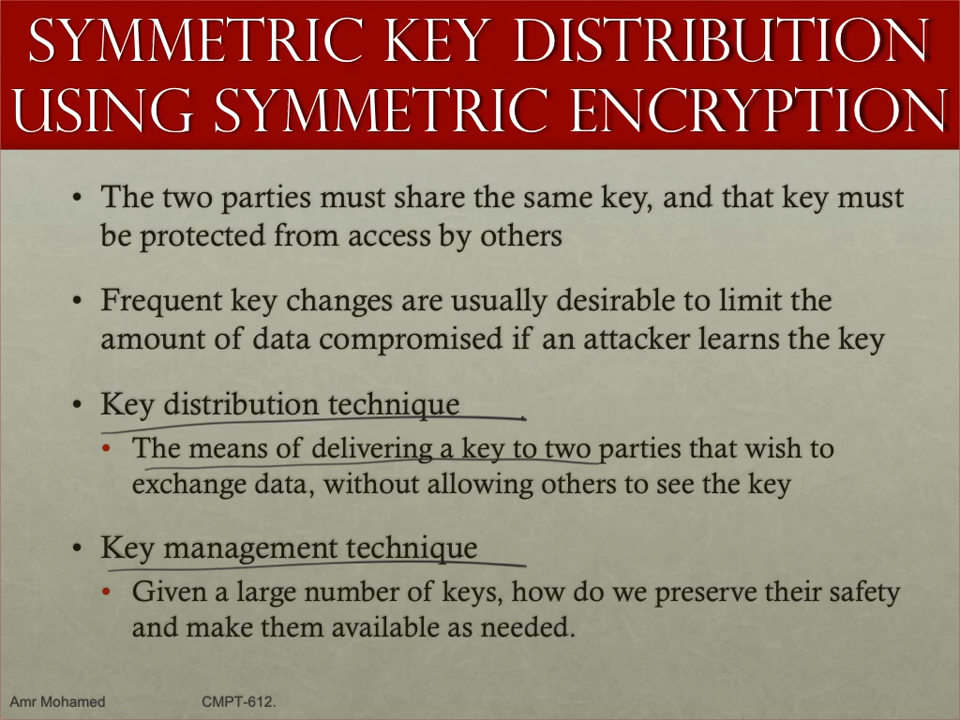 SYMMETRIC KEY DISTRIBUTION
USING SYMMETRIC ENCRYPTION
• The two parties must share the same key, and that key must
be protected from access by others
• Frequent key changes are usually desirable to limit the
amount of data compromised if an attacker learns the key
• Key distribution technique
• The means of delivering a key to two parties that wish to
exchange data, without allowing others to see the key
• Key management technique
• Given a large number of keys, how do we preserve their safety
and make them available as needed.
Amr Mohamed CMPT-612.